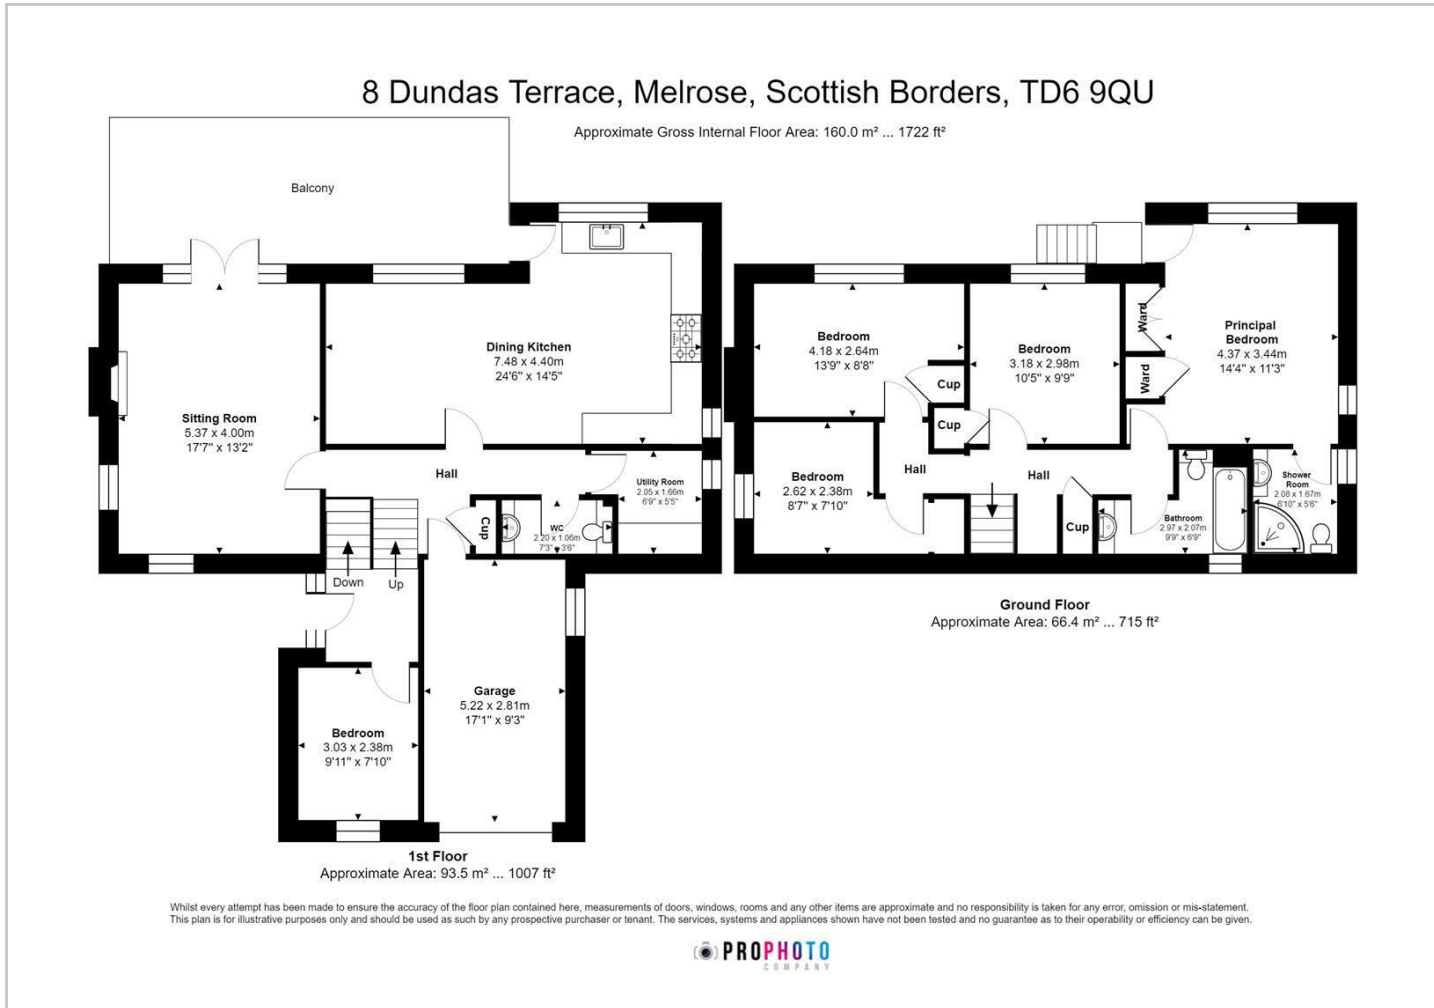 8 Dundas Terrace, Melrose, Scottish Borders, TD6 9QU
Approximate Gross Internal Floor Area: 160.0 m² ... 1722 ft²
Balcony
Sitting Room
5.37 x 4.00m
17'7" x 13'2"
Dining Kitchen
7.48 x 4.40m
24'6" x 14'5"
Hall
Utility Room
2.05 x 1.66m
6'9" x 5'5"
Cup
WC
2.20 x 1.06m
7'3" x 3'6"
Down
Up
Bedroom
3.03 x 2.38m
9'11" x 7'10"
Garage
5.22 x 2.81m
17'1" x 9'3"
1st Floor
Approximate Area: 93.5 m² ... 1007 ft²
Bedroom
4.18 x 2.64m
13'9" x 8'8"
Cup
Cup
Bedroom
3.18 x 2.98m
10'5" x 9'9"
Ward
Ward
Principal
Bedroom
4.37 x 3.44m
14'4" x 11'3"
Bedroom
2.62 x 2.38m
8'7" x 7'10"
Hall
Hall
Cup
Bathroom
2.97 x 2.07m
9'9" x 6'9"
Shower
Room
2.08 x 1.67m
6'10" x 5'6"
Ground Floor
Approximate Area: 66.4 m² ... 715 ft²
Whilst every attempt has been made to ensure the accuracy of the floor plan contained here, measurements of doors, windows, rooms and any other items are approximate and no responsibility is taken for any error, omission or mis-statement.
This plan is for illustrative purposes only and should be used as such by any prospective purchaser or tenant. The services, systems and appliances shown have not been tested and no guarantee as to their operability or efficiency can be given.
PROPHOTO
COMPANY